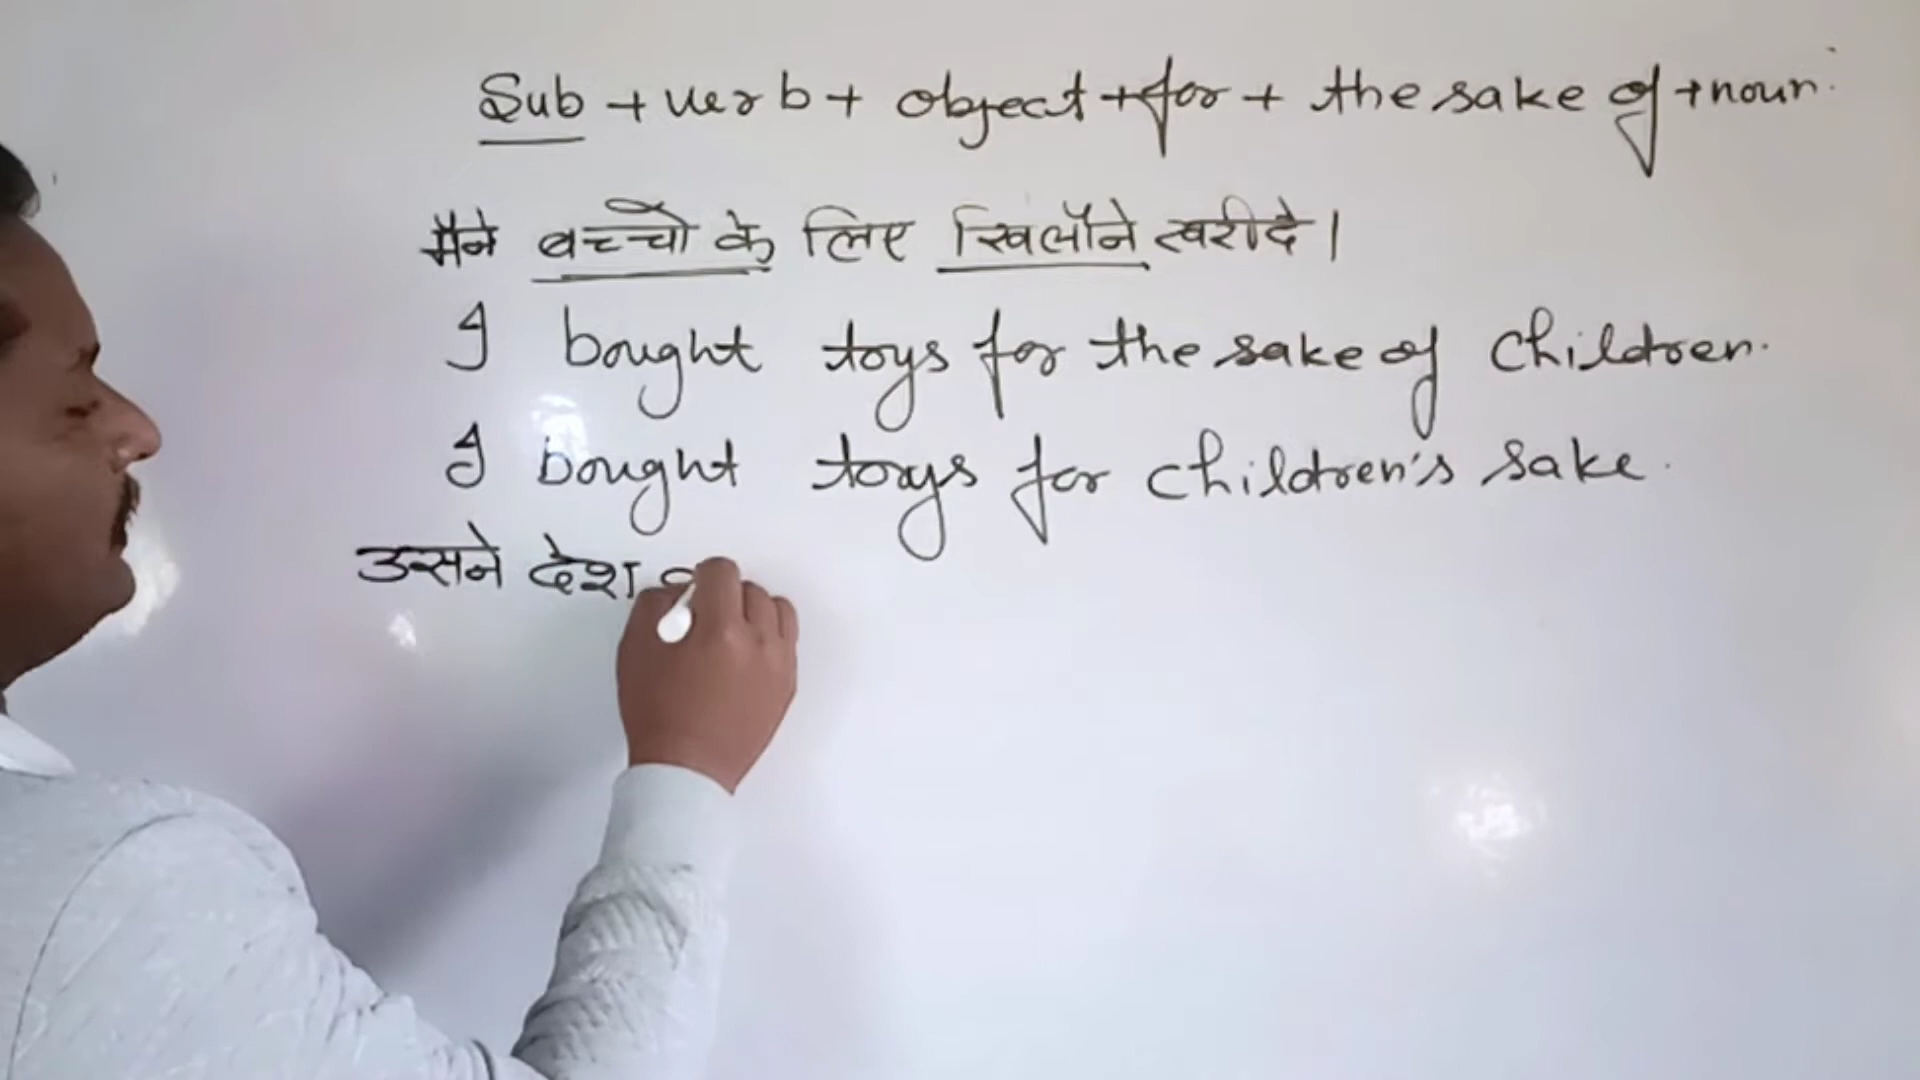 Sub + verb + object + for + the sake of + noun.
मैंने बच्चों के लिए खिलौने खरीदे।
I bought toys for the sake of children.
I bought toys for children's sake.
उसने देश